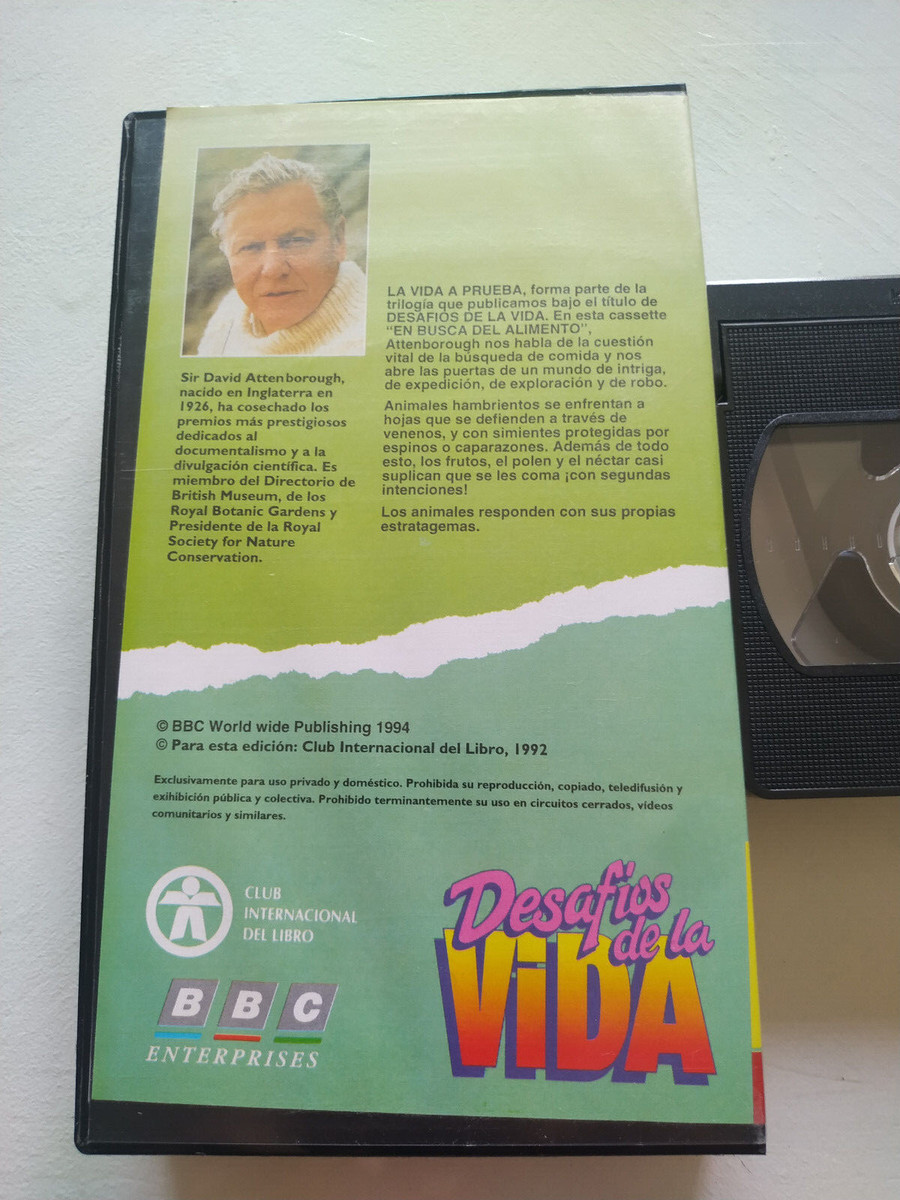 Sir David Attenborough,
nacido en Inglaterra en
1926, ha cosechado los
premios más prestigiosos
dedicados al
documentalismo y a la
divulgación científica. Es
miembro del Directorio de
British Museum, de los
Royal Botanic Gardens y
Presidente de la Royal
Society for Nature
Conservation.
LA VIDA A PRUEBA, forma parte de la
trilogía que publicamos bajo el título de
DESAFIOS DE LA VIDA. En esta cassette
"EN BUSCA DEL ALIMENTO",
Attenborough nos habla de la cuestión
vital de la búsqueda de comida y nos
abre las puertas de un mundo de intriga,
de expedición, de exploración y de robo.
Animales hambrientos se enfrentan a
hojas que se defienden a través de
venenos, y con simientes protegidas por
espinos o caparazones. Además de todo
esto, los frutos, el polen y el néctar casi
suplican que se les coma ¡con segundas
intenciones!
Los animales responden con sus propias
estratagemas.
© BBC World wide Publishing 1994
© Para esta edición: Club Internacional del Libro, 1992
Exclusivamente para uso privado y doméstico. Prohibida su reproducción, copiado, teledifusión y
exihibición pública y colectiva. Prohibido terminantemente su uso en circuitos cerrados, vídeos
comunitarios y similares.
CLUB
INTERNACIONAL
DEL LIBRO
BBC
ENTERPRISES
Desafíos
de la
ViDA